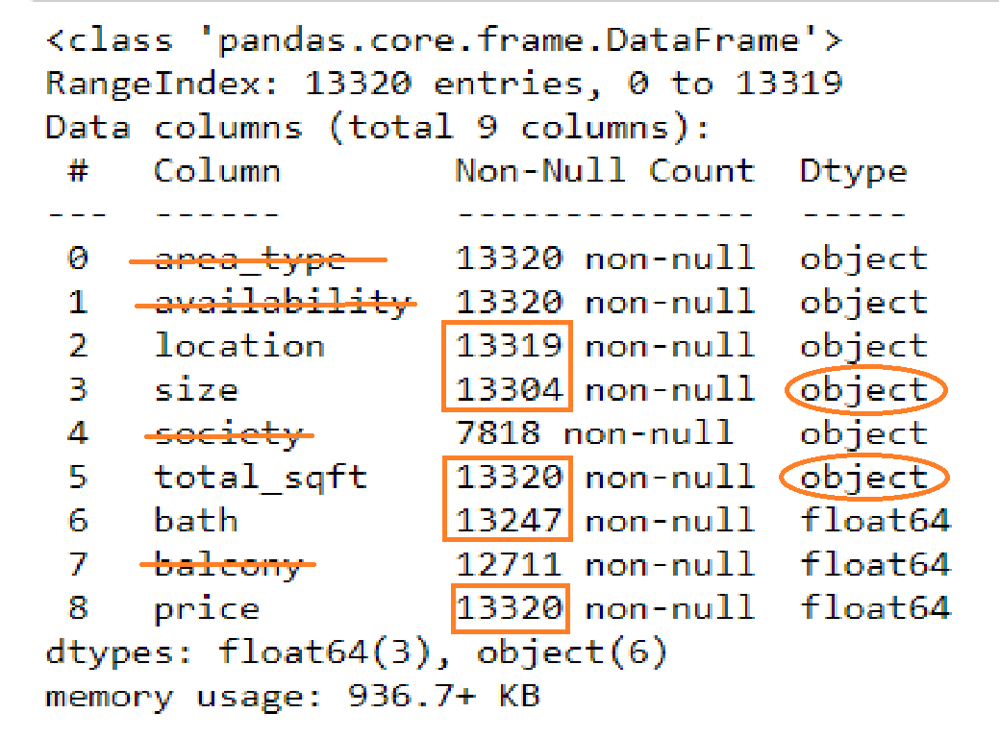 <class 'pandas.core.frame.DataFrame'>
RangeIndex: 13320 entries, 0 to 13319
Data columns (total 9 columns):
 #   Column        Non-Null Count  Dtype
---  ------        --------------  -----
 0   area_type     13320 non-null  object
 1   availability  13320 non-null  object
 2   location      13319 non-null  object
 3   size          13304 non-null  object
 4   society       7818 non-null   object
 5   total_sqft    13320 non-null  object
 6   bath          13247 non-null  float64
 7   balcony       12711 non-null  float64
 8   price         13320 non-null  float64
dtypes: float64(3), object(6)
memory usage: 936.7+ KB